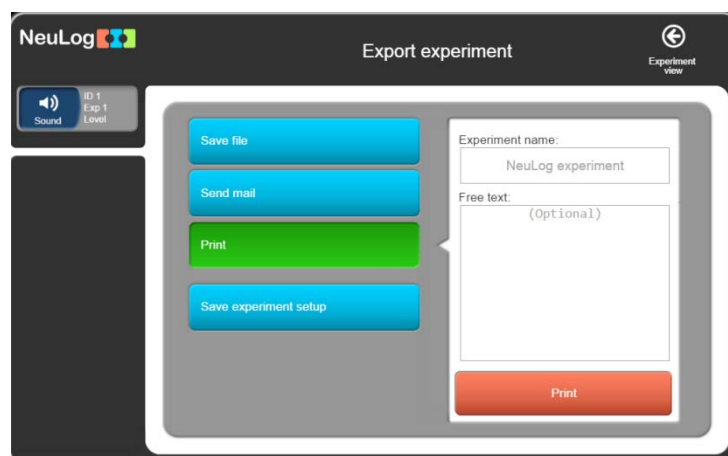 NeuLog
Export experiment
Experiment
view
ID 1
Exp 1
Level
Sound
Save file
Send mail
Print
Save experiment setup
Experiment name:
NeuLog experiment
Free text:
(Optional)
Print